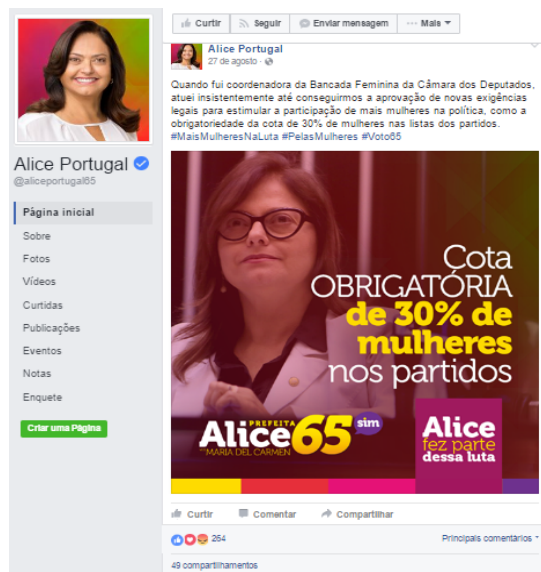 Curtir
Seguir
Enviar mensagem
Mais
Alice Portugal
27 de agosto
Quando fui coordenadora da Bancada Feminina da Câmara dos Deputados,
atuei insistentemente até conseguirmos a aprovação de novas exigências
legais para estimular a participação de mais mulheres na política, como a
obrigatoriedade da cota de 30% de mulheres nas listas dos partidos.
#MaisMulheresNaLuta #PelasMulheres #Voto65
Alice Portugal
@aliceportugal65
Página inicial
Sobre
Fotos
Vídeos
Curtidas
Publicações
Eventos
Notas
Enquete
Criar uma Página
Cota
OBRIGATÓRIA
de 30% de
mulheres
nos partidos
PREFEITA
Alice65 sim
MARIA DEL CARMEN
Alice
fez parte
dessa luta
Curtir
Comentar
Compartilhar
264
Principais comentários
49 compartilhamentos